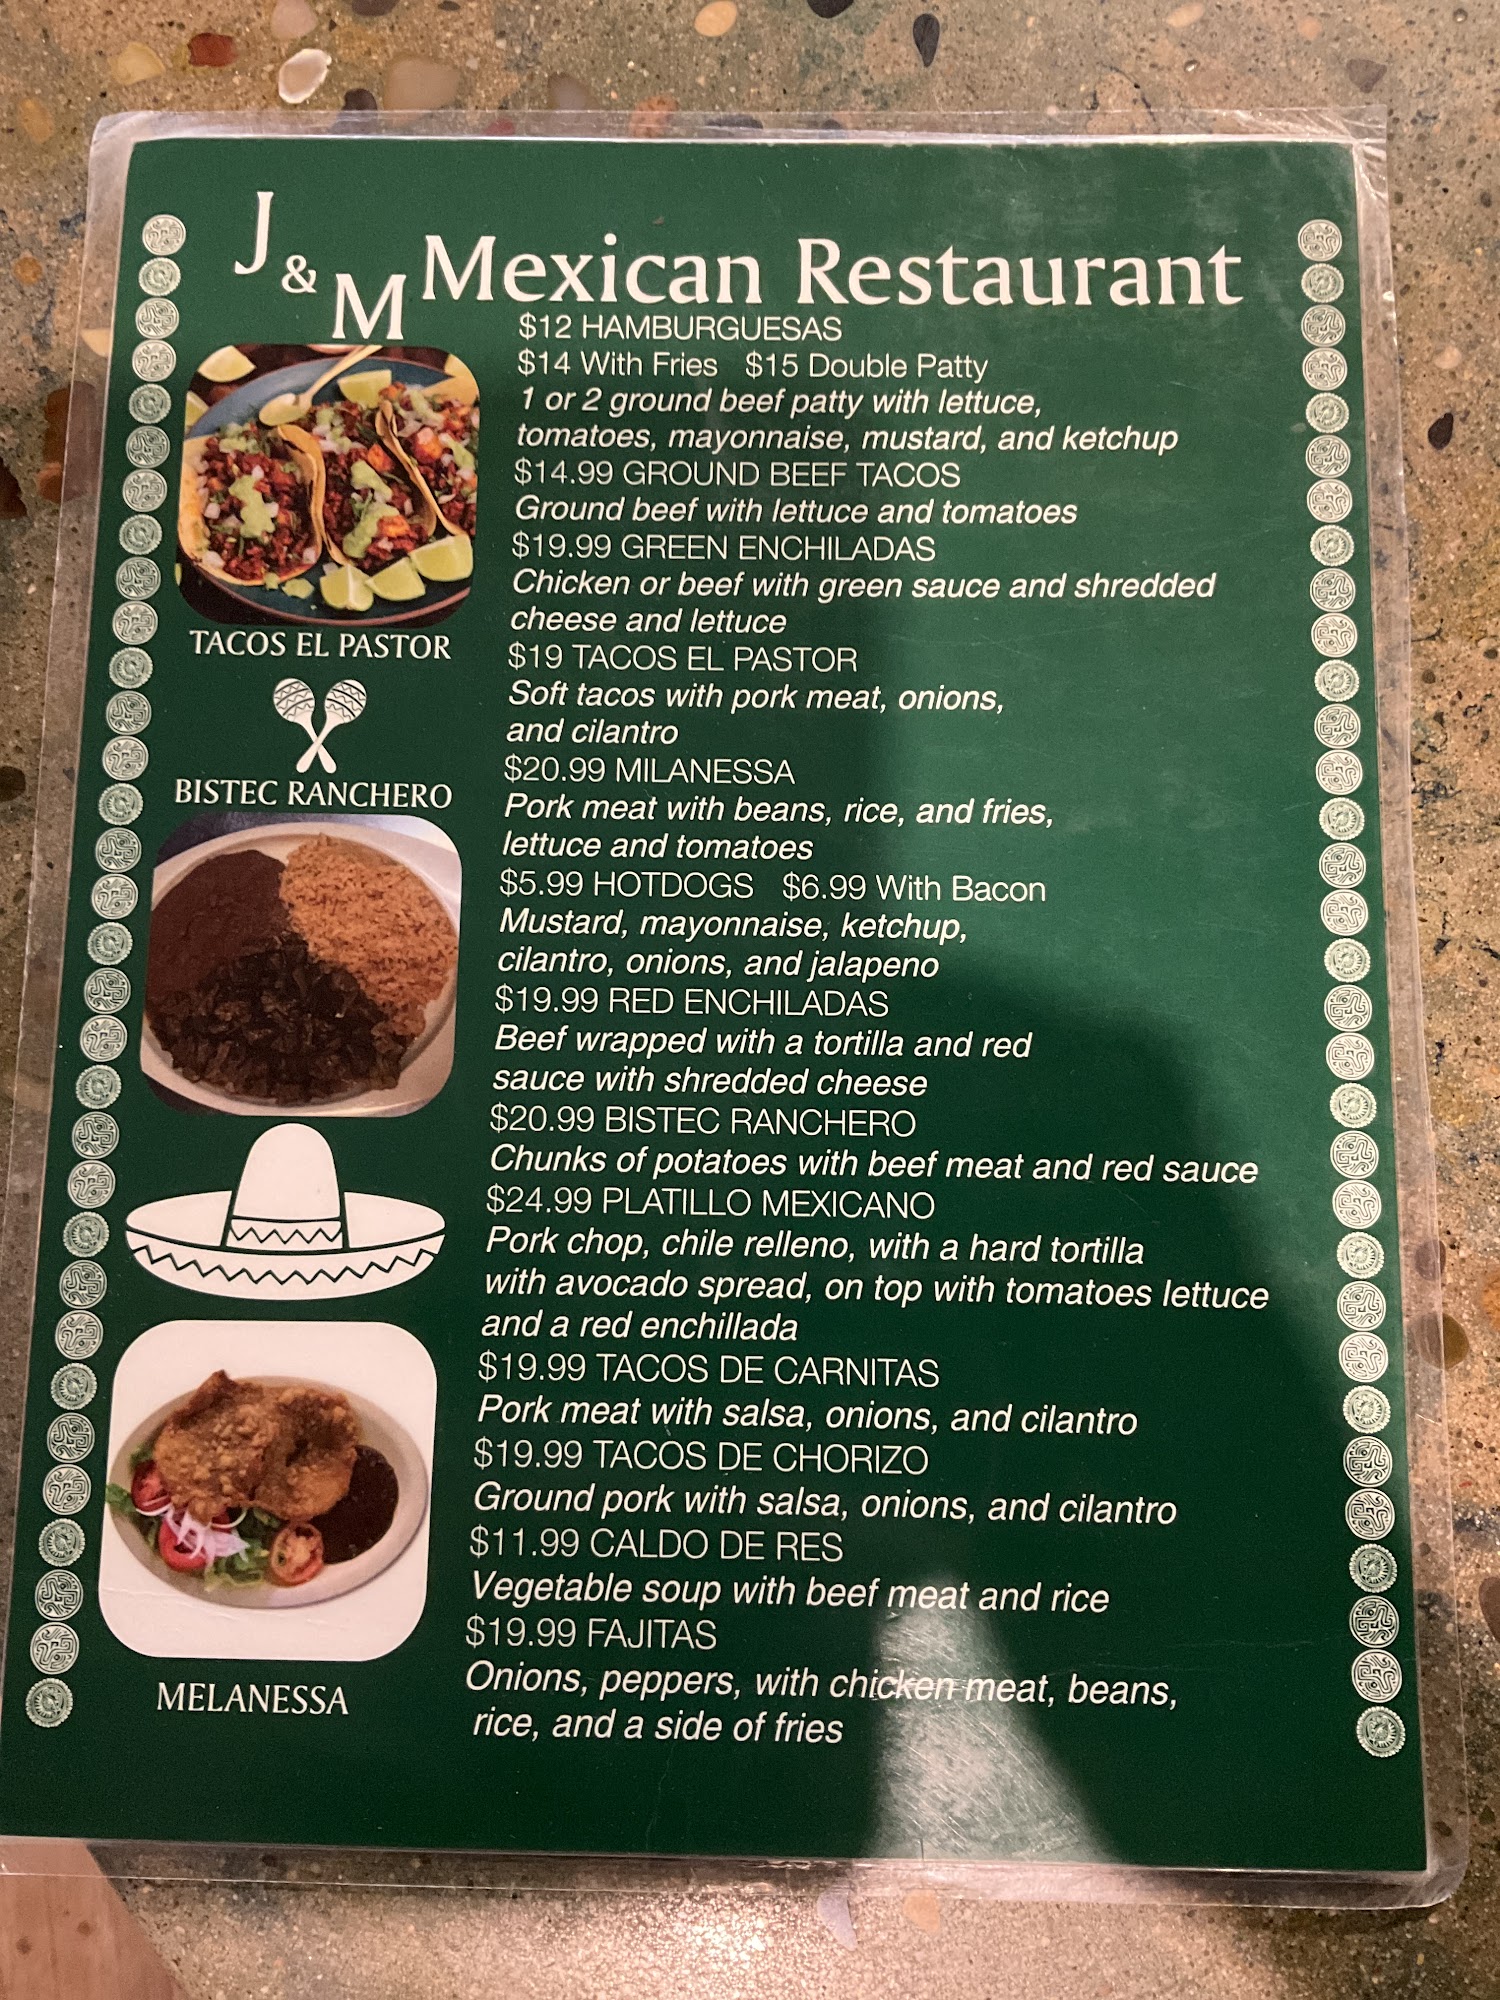 J & M Mexican Restaurant
$12 HAMBURGUESAS
$14 With Fries $15 Double Patty
1 or 2 ground beef patty with lettuce,
tomatoes, mayonnaise, mustard, and ketchup
$14.99 GROUND BEEF TACOS
Ground beef with lettuce and tomatoes
$19.99 GREEN ENCHILADAS
Chicken or beef with green sauce and shredded
cheese and lettuce
$19 TACOS EL PASTOR
Soft tacos with pork meat, onions,
and cilantro
$20.99 MILANESSA
Pork meat with beans, rice, and fries,
lettuce and tomatoes
$5.99 HOTDOGS $6.99 With Bacon
Mustard, mayonnaise, ketchup,
cilantro, onions, and jalapeno
$19.99 RED ENCHILADAS
Beef wrapped with a tortilla and red
sauce with shredded cheese
$20.99 BISTEC RANCHERO
Chunks of potatoes with beef meat and red sauce
$24.99 PLATILLO MEXICANO
Pork chop, chile relleno, with a hard tortilla
with avocado spread, on top with tomatoes lettuce
and a red enchillada
$19.99 TACOS DE CARNITAS
Pork meat with salsa, onions, and cilantro
$19.99 TACOS DE CHORIZO
Ground pork with salsa, onions, and cilantro
$11.99 CALDO DE RES
Vegetable soup with beef meat and rice
$19.99 FAJITAS
Onions, peppers, with chicken meat, beans,
rice, and a side of fries
TACOS EL PASTOR
BISTEC RANCHERO
MELANESSA